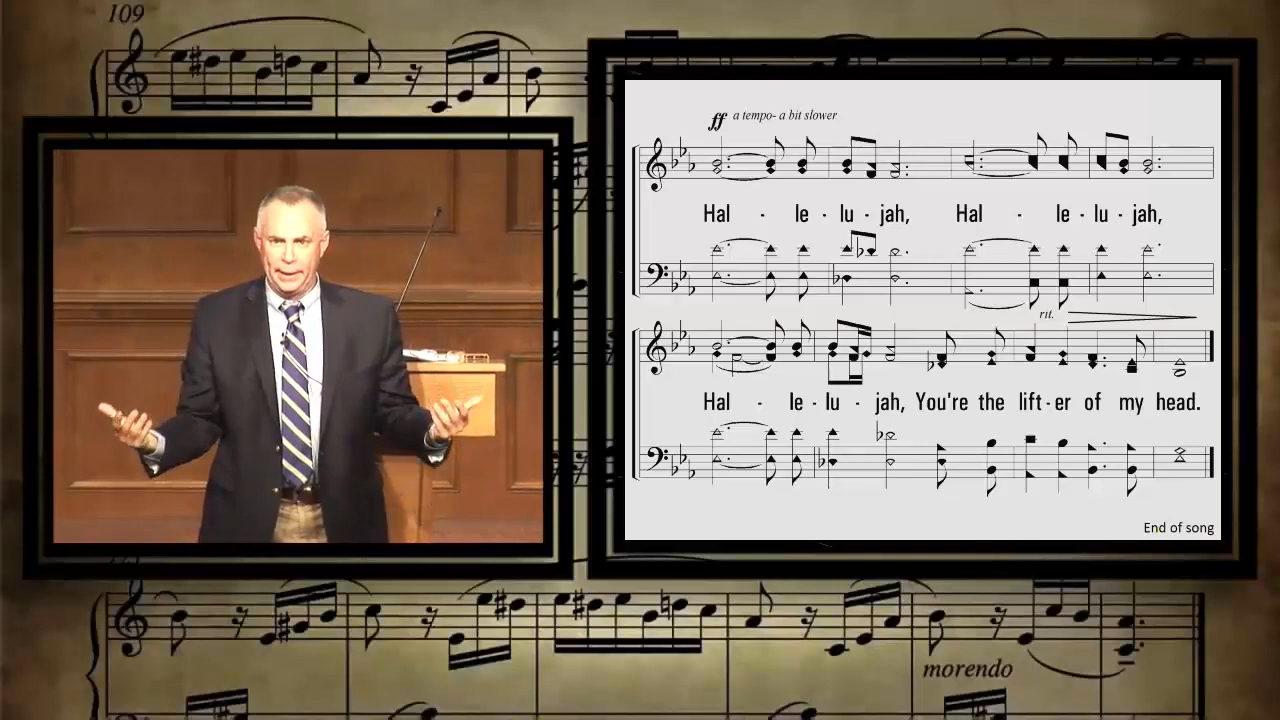 109
ff a tempo- a bit slower
Hal - le - lu - jah, Hal - le - lu - jah,
rit.
Hal - le - lu - jah, You're the lift-er of my head.
End of song
morendo